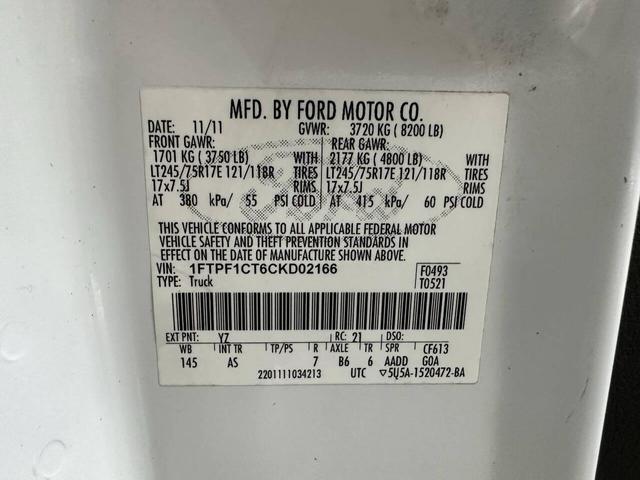 MFD. BY FORD MOTOR CO.
DATE: 11/11 GVWR: 3720 KG ( 8200 LB)
FRONT GAWR: REAR GAWR:
1701 KG ( 3750 LB) WITH 2177 KG ( 4800 LB) WITH
LT245/75R17E 121/118R TIRES LT245/75R17E 121/118R TIRES
17x7.5J RIMS 17x7.5J RIMS
AT 380 kPa/ 55 PSI COLD AT 415 kPa/ 60 PSI COLD
THIS VEHICLE CONFORMS TO ALL APPLICABLE FEDERAL MOTOR
VEHICLE SAFETY AND THEFT PREVENTION STANDARDS IN
EFFECT ON THE DATE OF MANUFACTURE SHOWN ABOVE.
VIN: 1FTPF1CT6CKD02166 F0493
TYPE: Truck T0521
EXT PNT: YZ RC: 21 DSO:
WB INT TR TP/PS R AXLE TR SPR CF613
145 AS 7 B6 6 AADD G0A
2201111034213 UTC ▽5U5A-1520472-BA
Ford